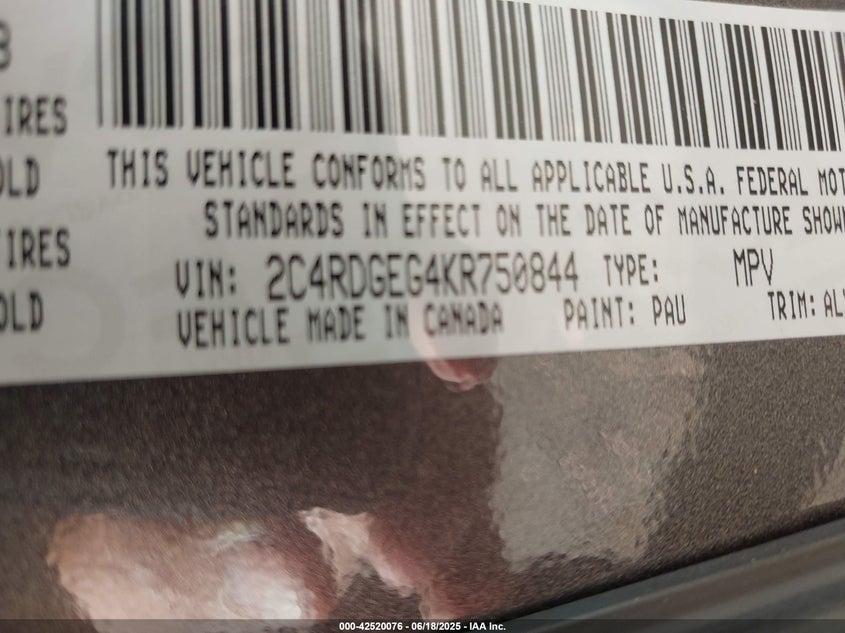 IRES
OLD
THIS VEHICLE CONFORMS TO ALL APPLICABLE U.S.A. FEDERAL MOT
STANDARDS IN EFFECT ON THE DATE OF MANUFACTURE SHOWN
IRES
VIN: 2C4RDGEG4KR750844 TYPE: MPV
OLD
VEHICLE MADE IN CANADA PAINT: PAU TRIM: AL
000-42520076 - 06/18/2025 - IAA Inc.